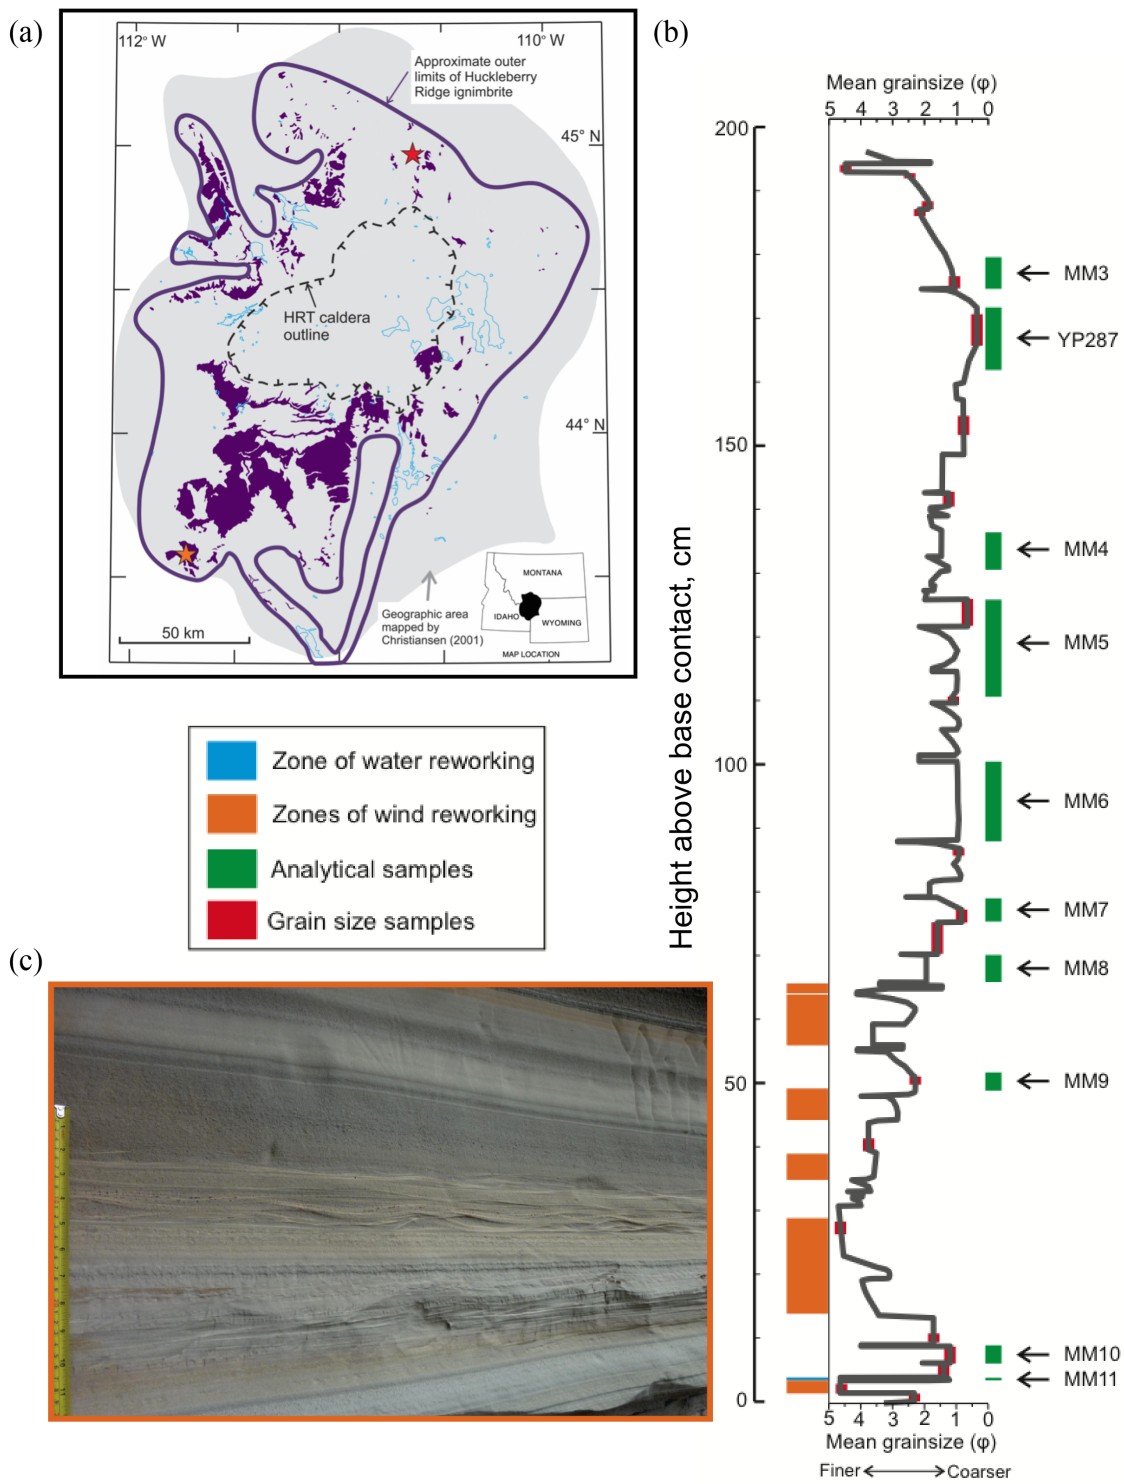 (a)
112° W
110° W
Approximate outer
limits of Huckleberry
Ridge ignimbrite
45° N
HRT caldera
outline
44° N
Geographic area
mapped by
Christiansen (2001)
50 km
MONTANA
IDAHO
WYOMING
MAP LOCATION
Zone of water reworking
Zones of wind reworking
Analytical samples
Grain size samples
(c)
(b)
Mean grainsize (φ)
5 4 3 2 1 0
Height above base contact, cm
200
150
100
50
0
MM3
YP287
MM4
MM5
MM6
MM7
MM8
MM9
MM10
MM11
5 4 3 2 1 0
Mean grainsize (φ)
Finer Coarser